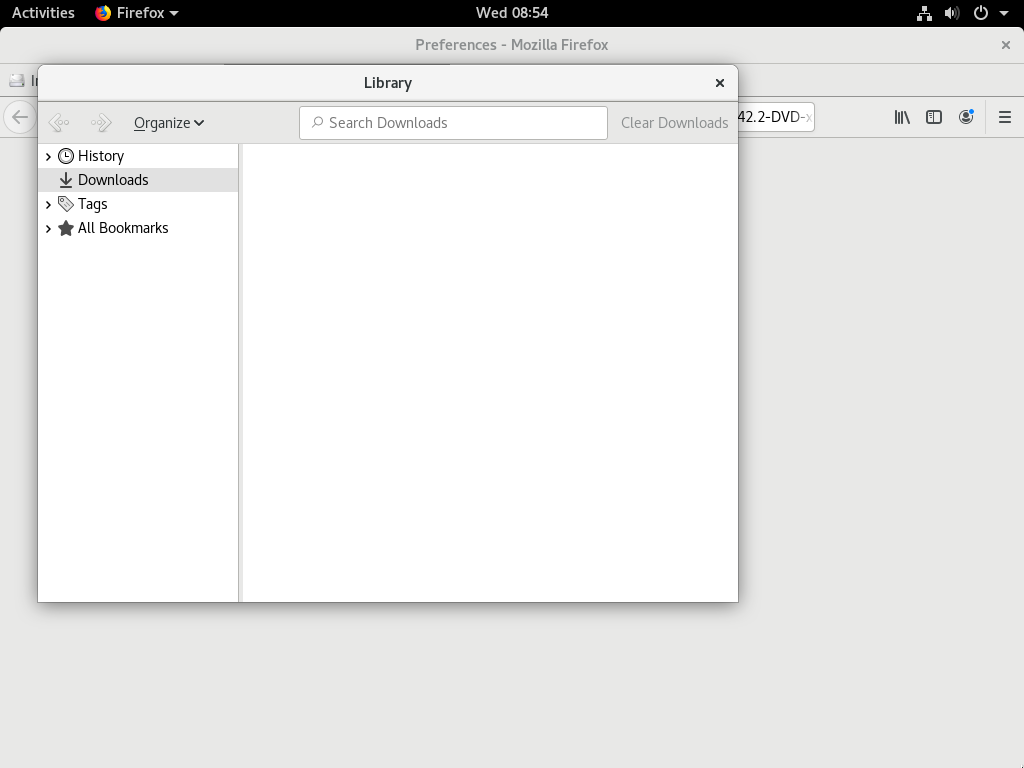 Activities Firefox Wed 08:54
Preferences - Mozilla Firefox
Library
Organize Search Downloads Clear Downloads 42.2-DVD-x
History
Downloads
Tags
All Bookmarks